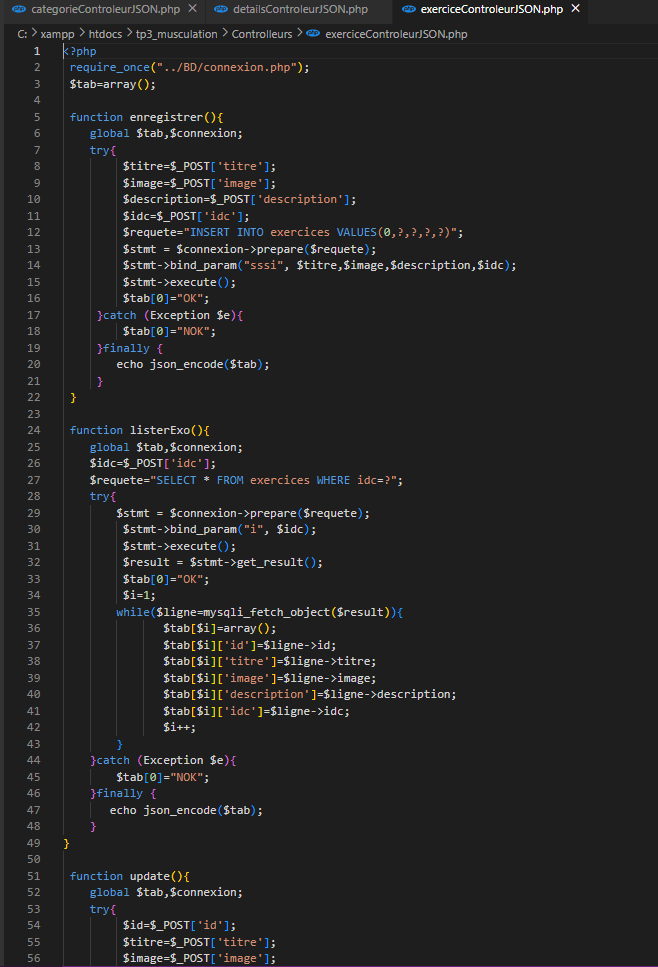 categorieControleurJSON.php detailsControleurJSON.php exerciceControleurJSON.php
C: > xampp > htdocs > tp3_musculation > Controlleurs > exerciceControleurJSON.php
1 <?php
2 require_once("../BD/connexion.php");
3 $tab=array();
4
5 function enregistrer(){
6 global $tab,$connexion;
7 try{
8 $titre=$_POST['titre'];
9 $image=$_POST['image'];
10 $description=$_POST['description'];
11 $idc=$_POST['idc'];
12 $requete="INSERT INTO exercices VALUES(0,?,?,?,?)";
13 $stmt = $connexion->prepare($requete);
14 $stmt->bind_param("sssi", $titre,$image,$description,$idc);
15 $stmt->execute();
16 $tab[0]="OK";
17 }catch (Exception $e){
18 $tab[0]="NOK";
19 }finally {
20 echo json_encode($tab);
21 }
22 }
23
24 function listerExo(){
25 global $tab,$connexion;
26 $idc=$_POST['idc'];
27 $requete="SELECT * FROM exercices WHERE idc=?";
28 try{
29 $stmt = $connexion->prepare($requete);
30 $stmt->bind_param("i", $idc);
31 $stmt->execute();
32 $result = $stmt->get_result();
33 $tab[0]="OK";
34 $i=1;
35 while($ligne=mysqli_fetch_object($result)){
36 $tab[$i]=array();
37 $tab[$i]['id']=$ligne->id;
38 $tab[$i]['titre']=$ligne->titre;
39 $tab[$i]['image']=$ligne->image;
40 $tab[$i]['description']=$ligne->description;
41 $tab[$i]['idc']=$ligne->idc;
42 $i++;
43 }
44 }catch (Exception $e){
45 $tab[0]="NOK";
46 }finally {
47 echo json_encode($tab);
48 }
49 }
50
51 function update(){
52 global $tab,$connexion;
53 try{
54 $id=$_POST['id'];
55 $titre=$_POST['titre'];
56 $image=$_POST['image'];